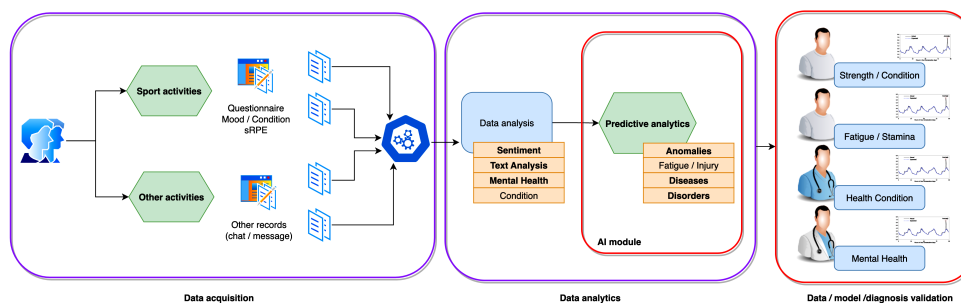 Sport activities
Questionnaire
Mood / Condition
sRPE
Other activities
Other records
(chat / message)
Data acquisition
Data analysis
Sentiment
Text Analysis
Mental Health
Condition
Predictive analytics
Anomalies
Fatigue / Injury
Diseases
Disorders
AI module
Data analytics
Strength / Condition
Fatigue / Stamina
Health Condition
Mental Health
Data / model /diagnosis validation